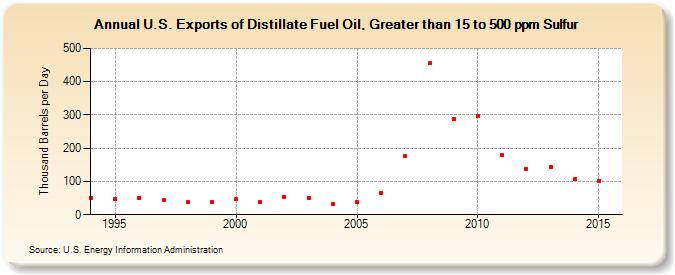 Annual U.S. Exports of Distillate Fuel Oil, Greater than 15 to 500 ppm Sulfur
Thousand Barrels per Day
500
400
300
200
100
0
1995 2000 2005 2010 2015
Source: U.S. Energy Information Administration